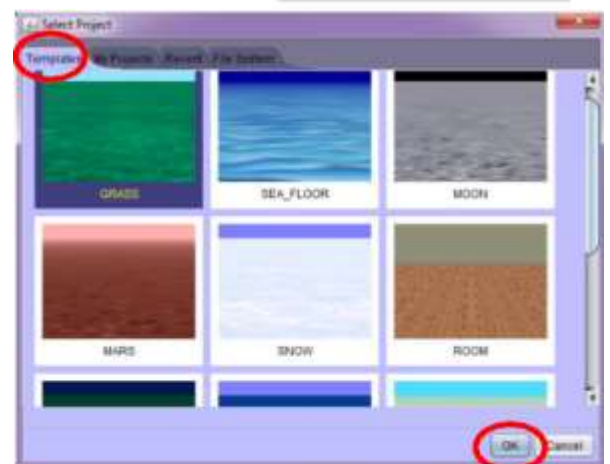 Select Project
Templates My Projects Recent File System
GRASS SEA_FLOOR MOON
MARS SNOW ROOM
OK Cancel